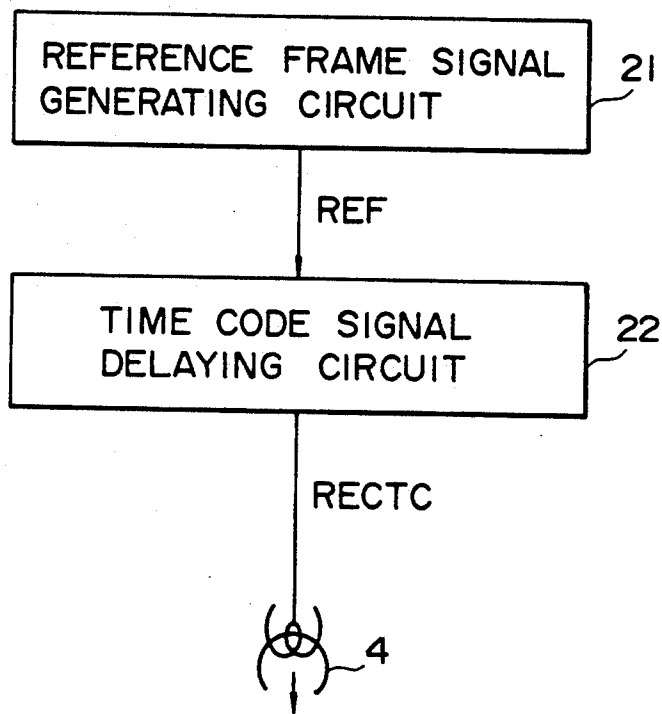 REFERENCE FRAME SIGNAL
GENERATING CIRCUIT
21
REF
TIME CODE SIGNAL
DELAYING CIRCUIT
22
RECTC
4